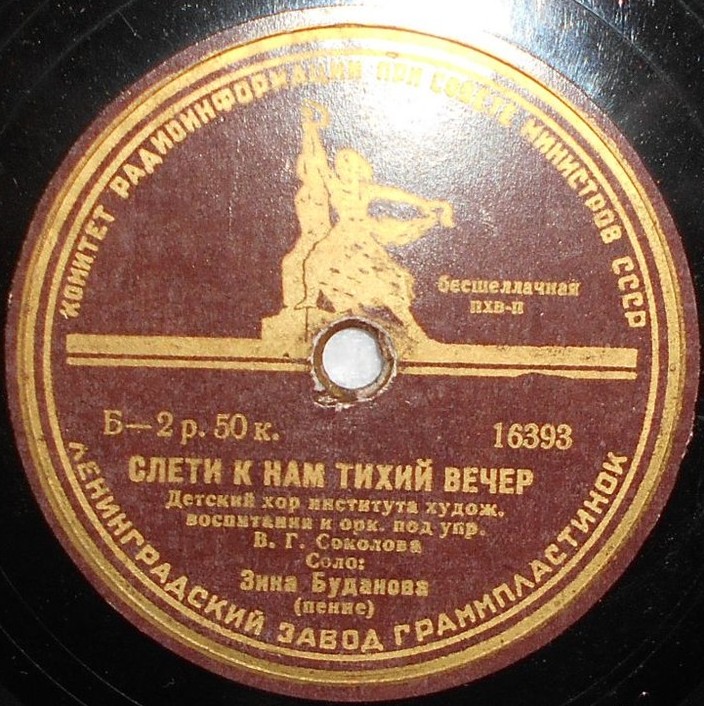 КОМИТЕТ РАДИОИНФОРМАЦИИ ПРИ СОВЕТЕ МИНИСТРОВ СССР
бесшеллачная
пхв-п
Б—2 р. 50 к.
16393
СЛЕТИ К НАМ ТИХИЙ ВЕЧЕР
Детский хор института худож.
воспитания и орк. под упр.
В. Г. Соколова
Соло:
Зина Буданова
(пение)
ЛЕНИНГРАДСКИЙ ЗАВОД ГРАММПЛАСТИНОК